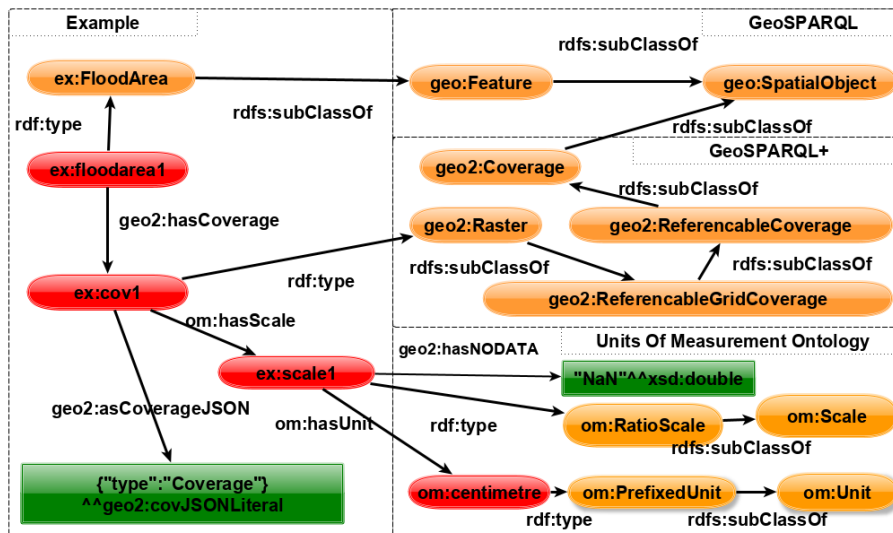 Example
GeoSPARQL
rdfs:subClassOf
ex:FloodArea
geo:Feature
geo:SpatialObject
rdf:type
rdfs:subClassOf
rdfs:subClassOf
GeoSPARQL+
ex:floodarea1
geo2:Coverage
rdfs:subClassOf
geo2:hasCoverage
geo2:Raster
geo2:ReferencableCoverage
rdf:type
rdfs:subClassOf
rdfs:subClassOf
ex:cov1
geo2:ReferencableGridCoverage
om:hasScale
Units Of Measurement Ontology
geo2:hasNODATA
ex:scale1
"NaN"^^xsd:double
geo2:asCoverageJSON
om:hasUnit
rdf:type
om:RatioScale
om:Scale
rdfs:subClassOf
{"type":"Coverage"}
^^geo2:covJSONLiteral
om:centimetre
om:PrefixedUnit
om:Unit
rdf:type
rdfs:subClassOf